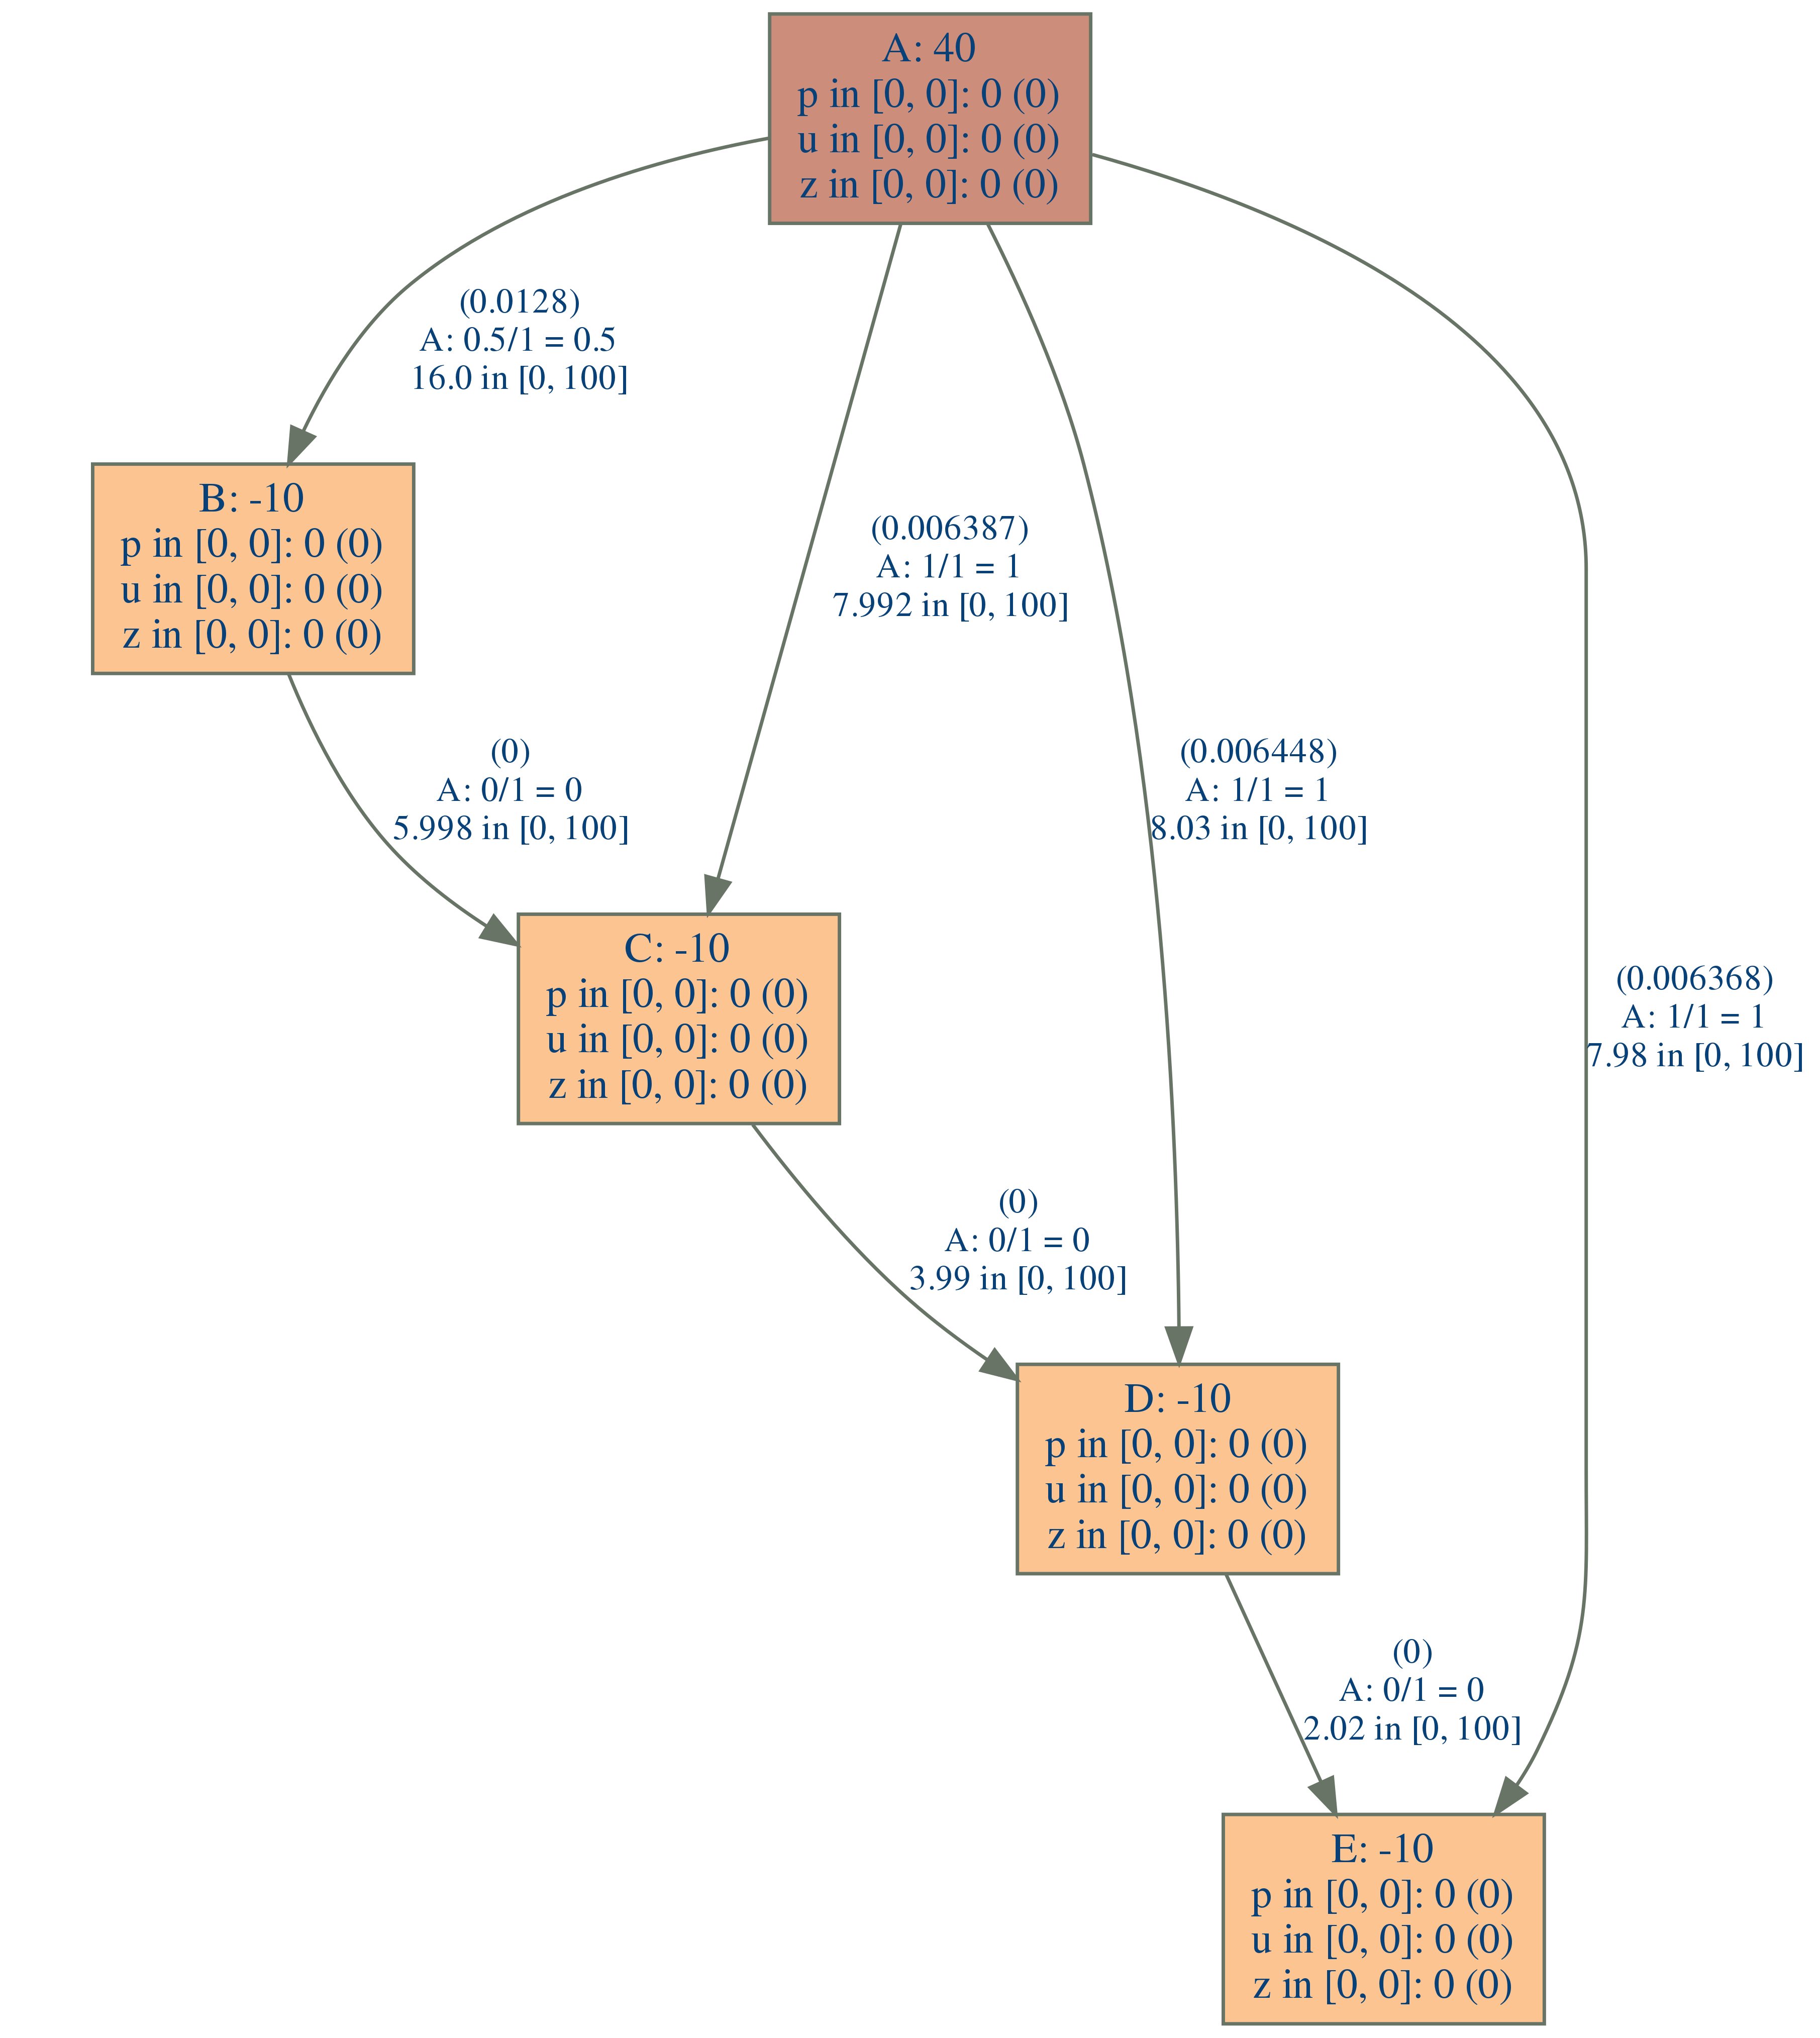 A: 40
p in [0, 0]: 0 (0)
u in [0, 0]: 0 (0)
z in [0, 0]: 0 (0)
(0.0128)
A: 0.5/1 = 0.5
16.0 in [0, 100]
B: -10
p in [0, 0]: 0 (0)
u in [0, 0]: 0 (0)
z in [0, 0]: 0 (0)
(0.006387)
A: 1/1 = 1
7.992 in [0, 100]
(0)
A: 0/1 = 0
5.998 in [0, 100]
(0.006448)
A: 1/1 = 1
8.03 in [0, 100]
C: -10
p in [0, 0]: 0 (0)
u in [0, 0]: 0 (0)
z in [0, 0]: 0 (0)
(0.006368)
A: 1/1 = 1
7.98 in [0, 100]
(0)
A: 0/1 = 0
3.99 in [0, 100]
D: -10
p in [0, 0]: 0 (0)
u in [0, 0]: 0 (0)
z in [0, 0]: 0 (0)
(0)
A: 0/1 = 0
2.02 in [0, 100]
E: -10
p in [0, 0]: 0 (0)
u in [0, 0]: 0 (0)
z in [0, 0]: 0 (0)